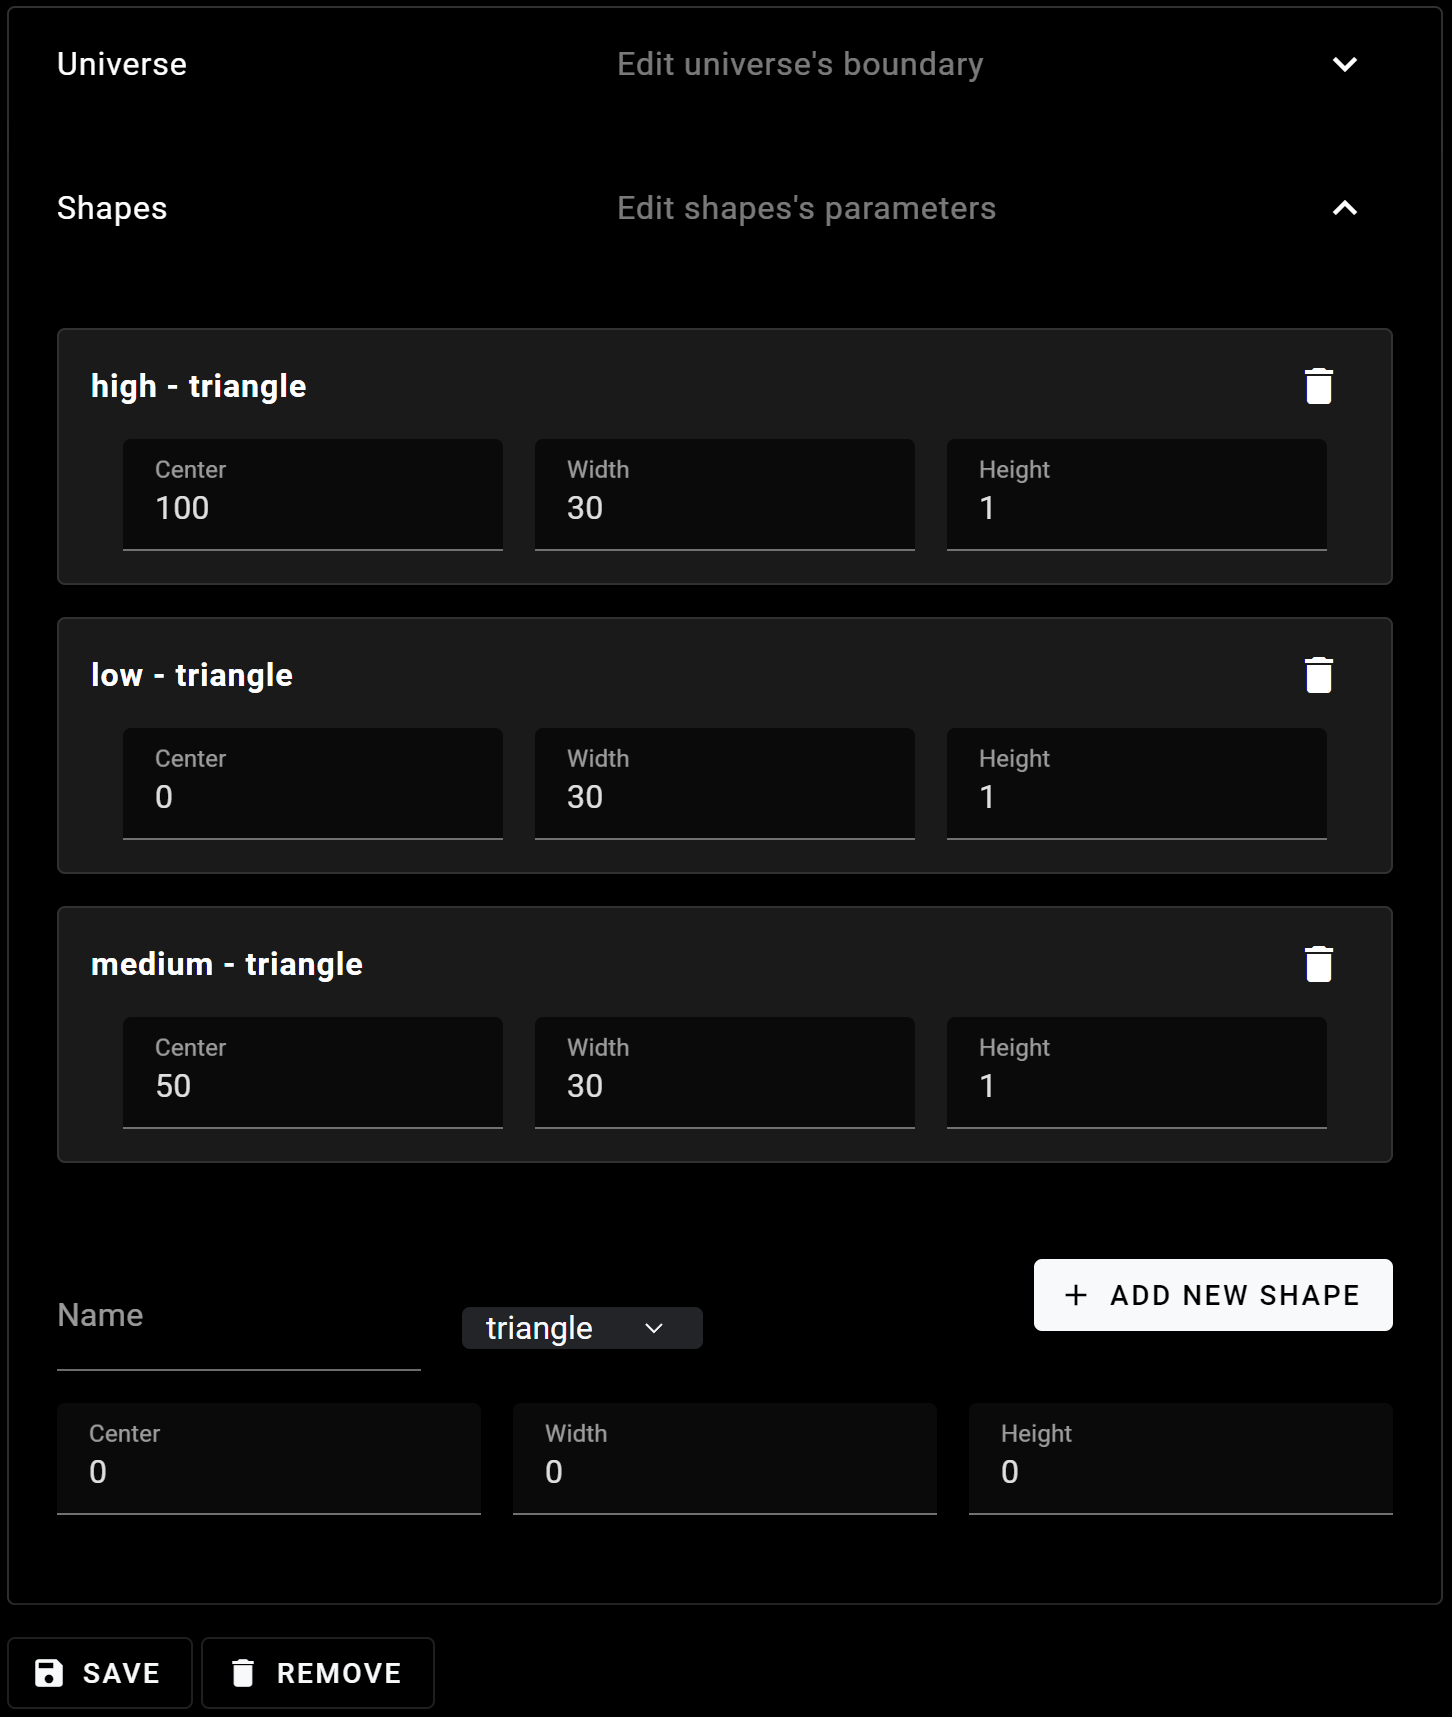 Universe Edit universe's boundary
Shapes Edit shapes's parameters
high - triangle
Center Width Height
100 30 1
low - triangle
Center Width Height
0 30 1
medium - triangle
Center Width Height
50 30 1
ADD NEW SHAPE
Name triangle
Center Width Height
0 0 0
SAVE REMOVE